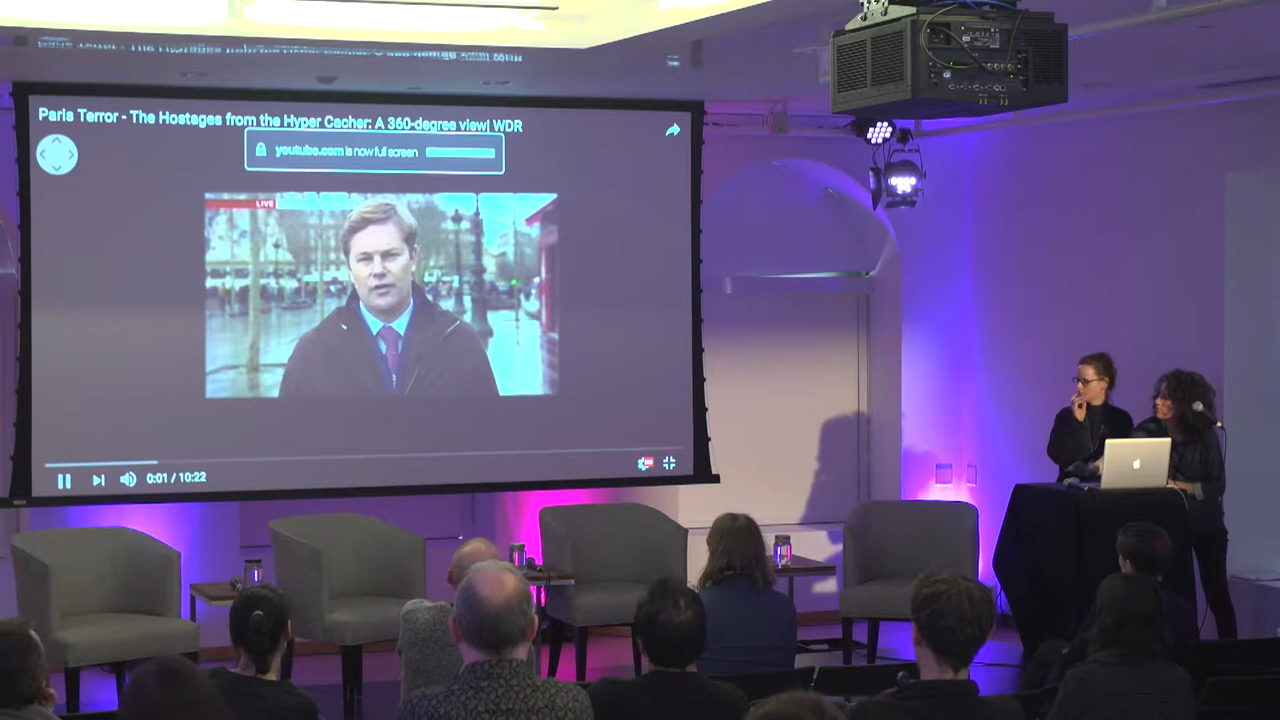 Paris Terror - The Hostages from the Hyper Cacher: A 360-degree view| WDR
youtube.com is now full screen
LIVE
0:01 / 10:22